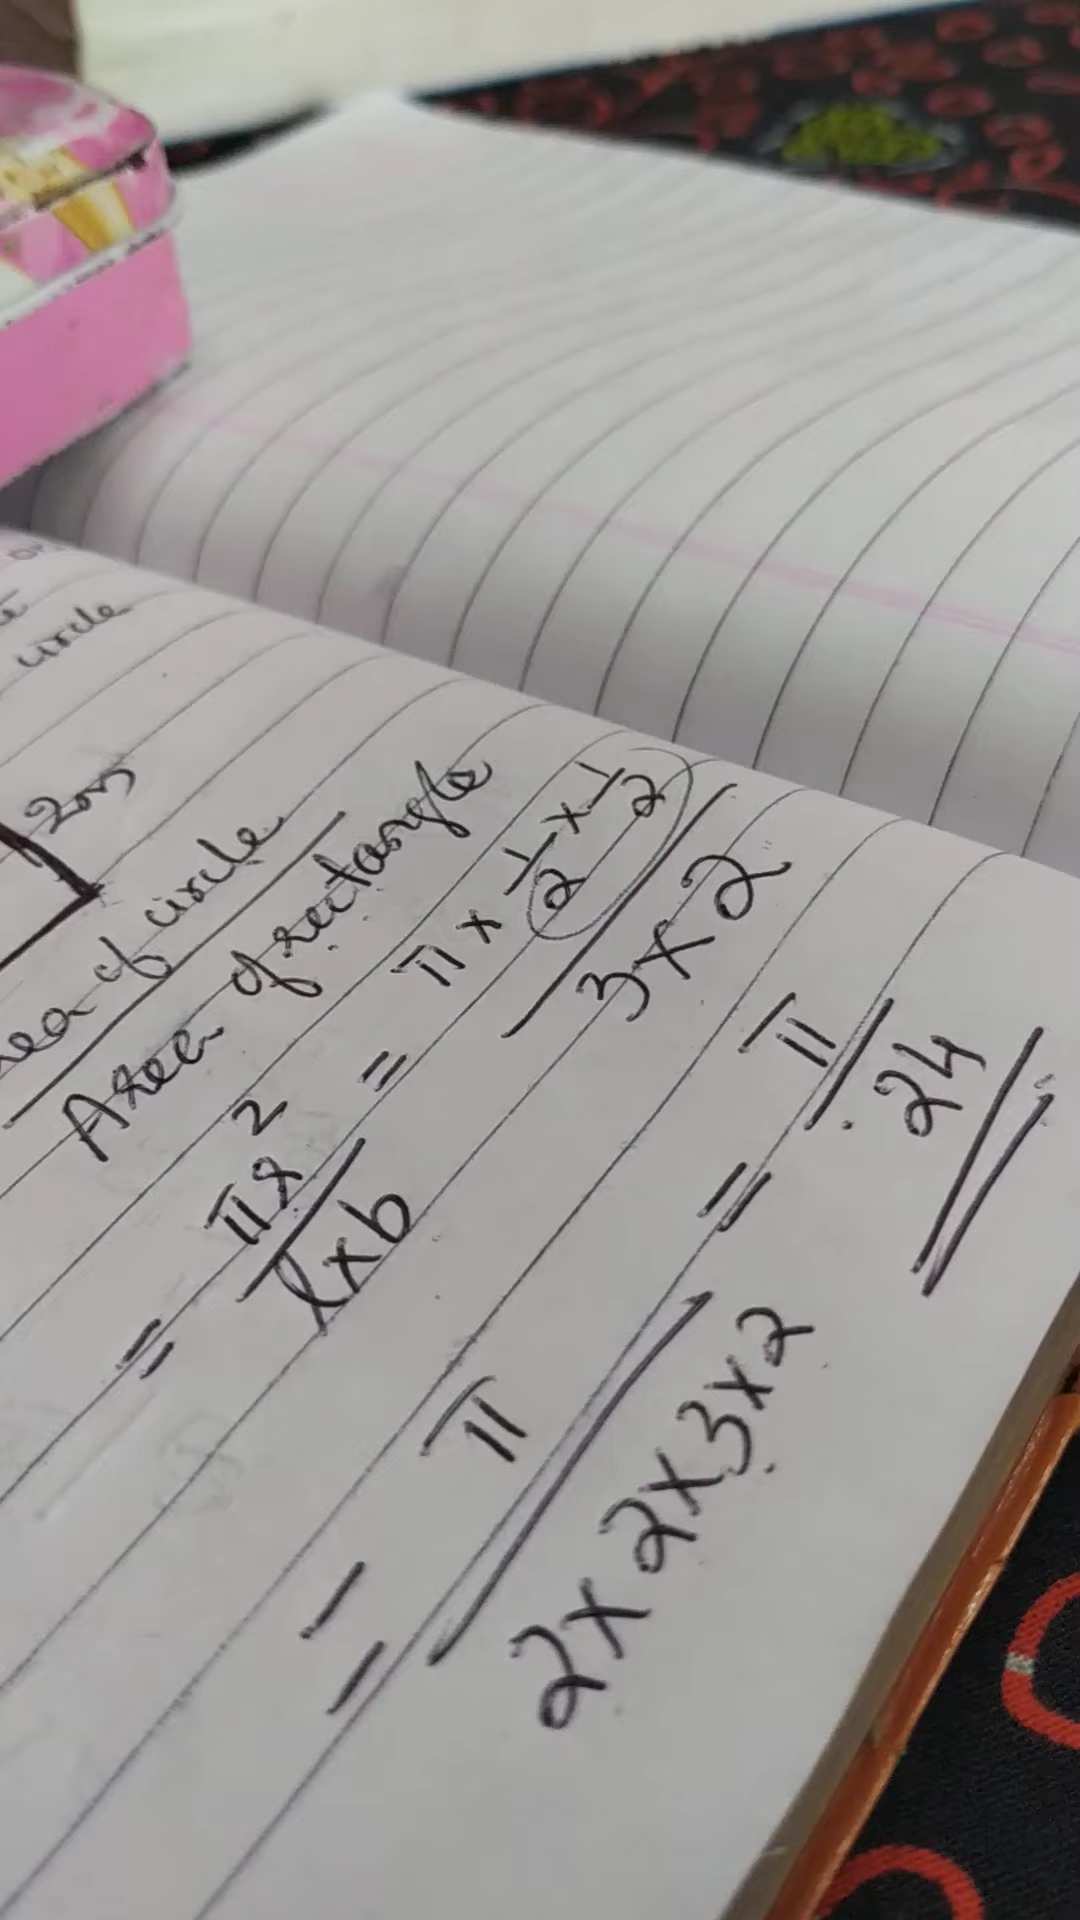 circle
2m
Area of circle / Area of rectangle
= πr² / l×b = π × 1/2 × 1/2 / 3×2
= π / 2×2×3×2 = π / 24